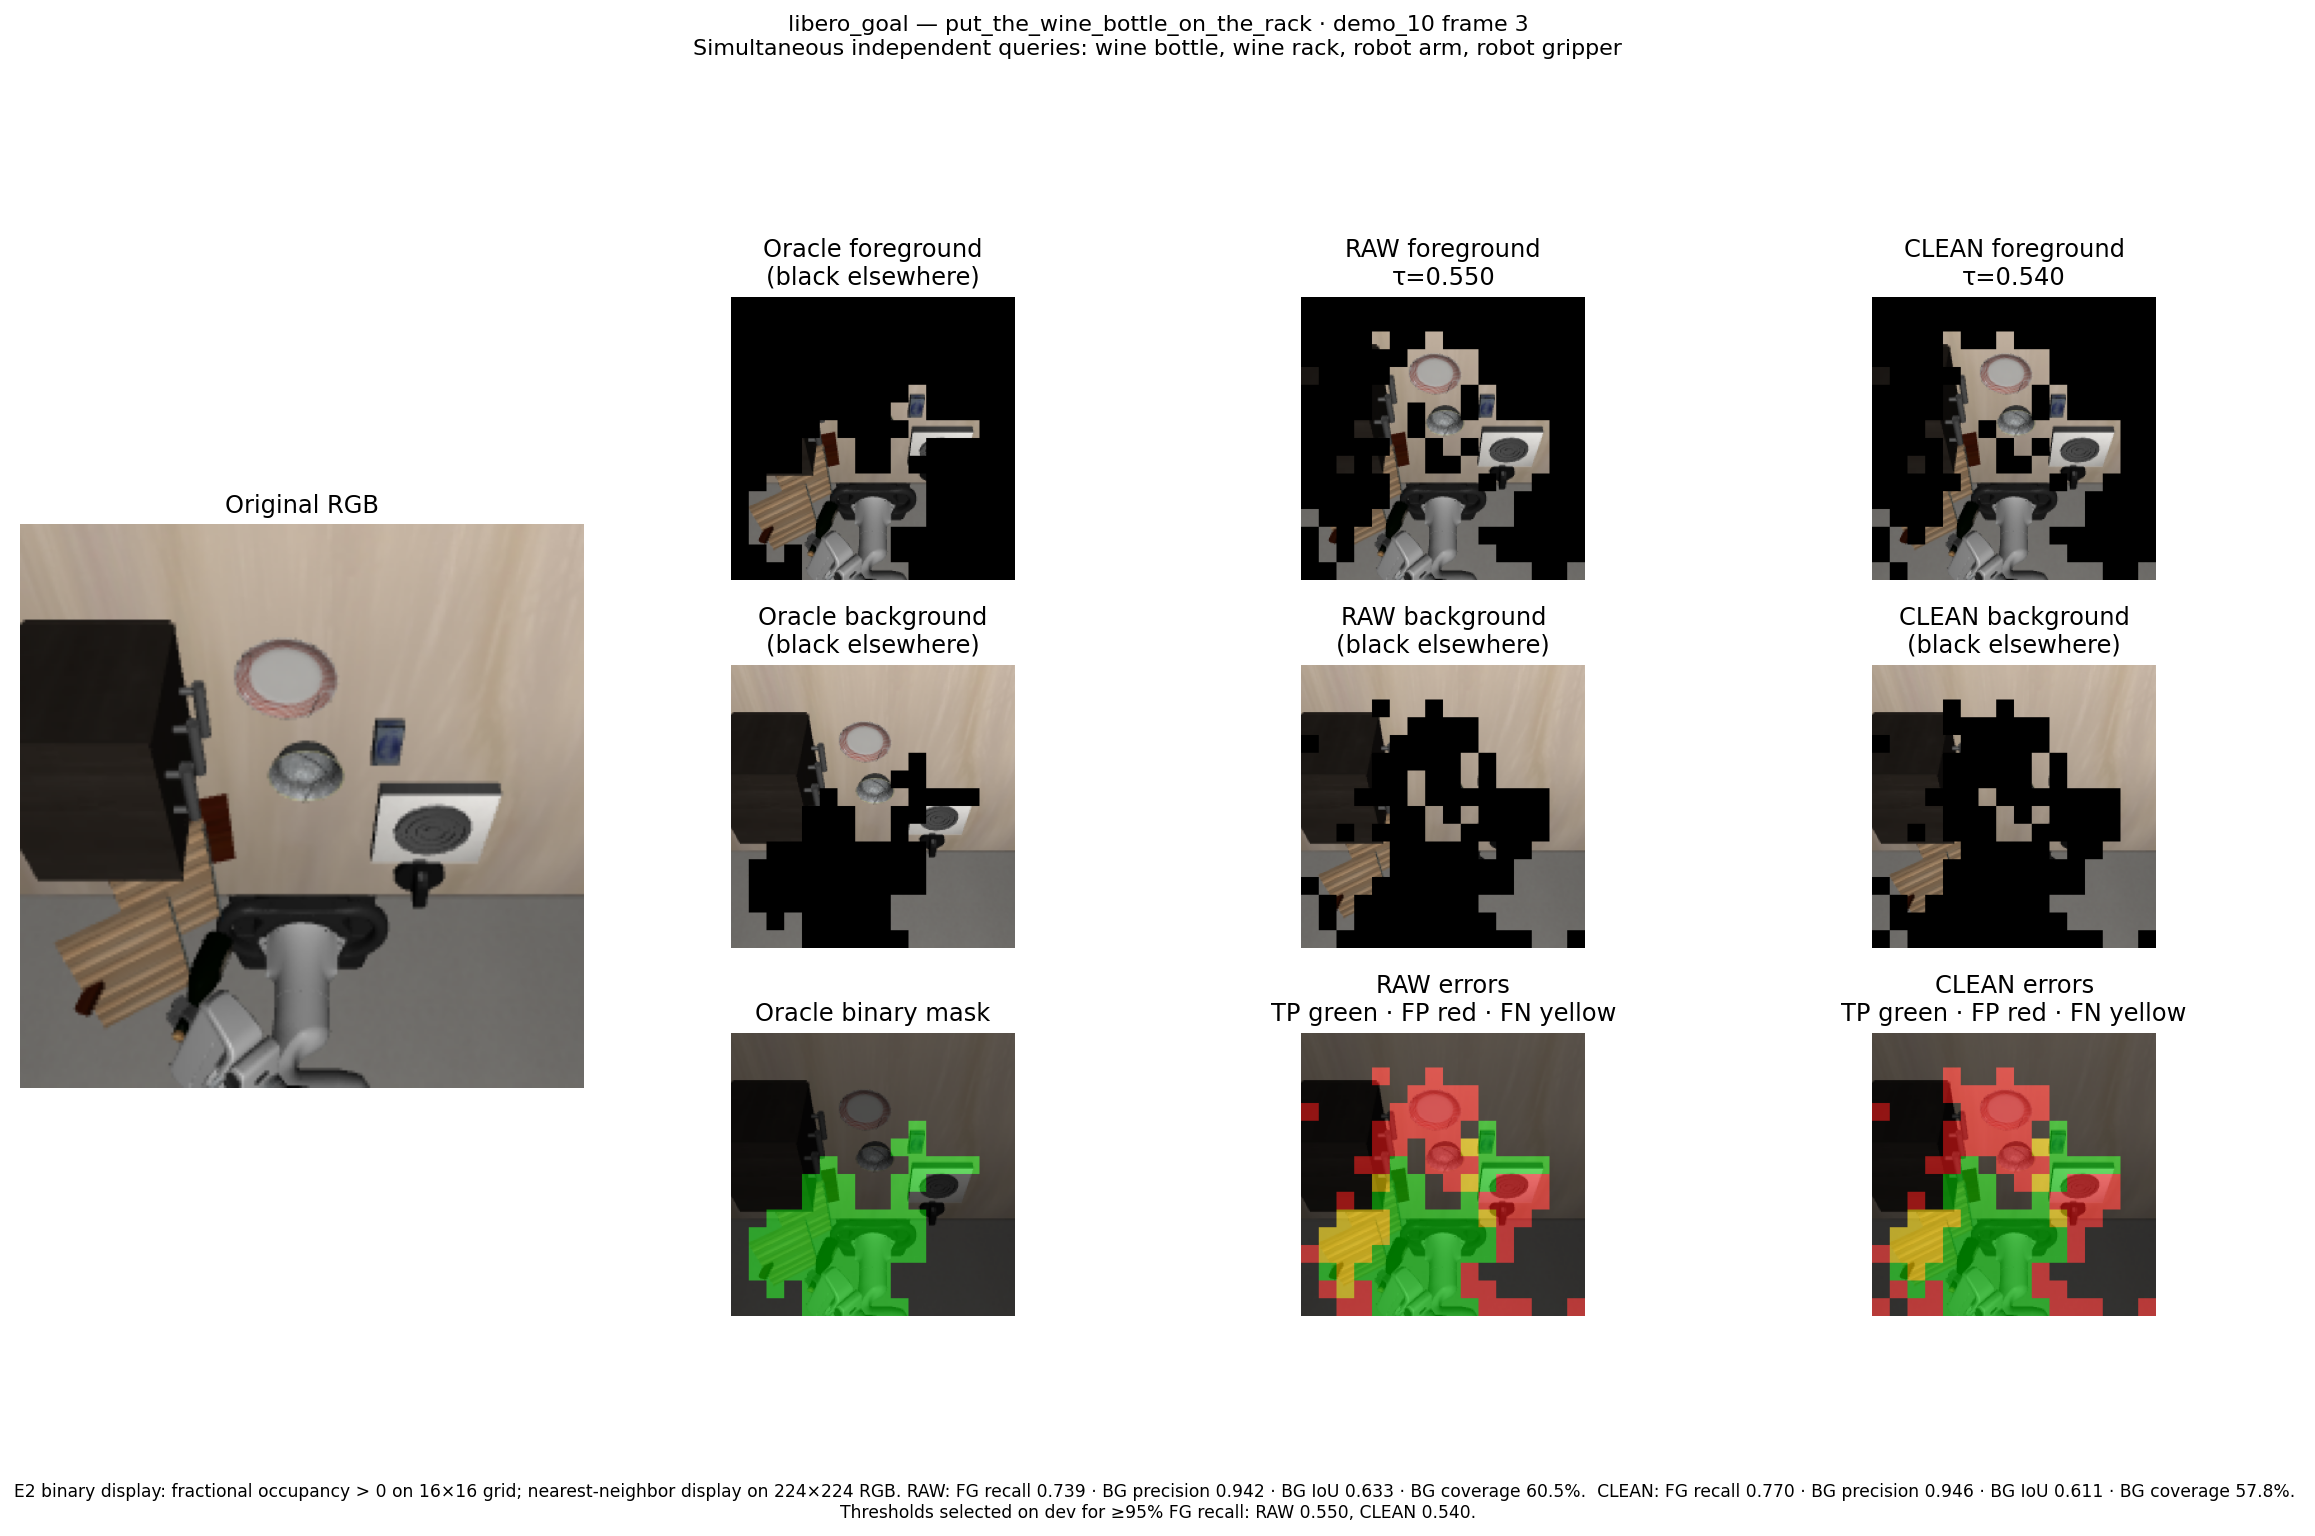 libero_goal — put_the_wine_bottle_on_the_rack · demo_10 frame 3
Simultaneous independent queries: wine bottle, wine rack, robot arm, robot gripper
Original RGB
Oracle foreground
(black elsewhere)
RAW foreground
τ=0.550
CLEAN foreground
τ=0.540
Oracle background
(black elsewhere)
RAW background
(black elsewhere)
CLEAN background
(black elsewhere)
Oracle binary mask
RAW errors
TP green · FP red · FN yellow
CLEAN errors
TP green · FP red · FN yellow
E2 binary display: fractional occupancy > 0 on 16×16 grid; nearest-neighbor display on 224×224 RGB. RAW: FG recall 0.739 · BG precision 0.942 · BG IoU 0.633 · BG coverage 60.5%.  CLEAN: FG recall 0.770 · BG precision 0.946 · BG IoU 0.611 · BG coverage 57.8%.
Thresholds selected on dev for ≥95% FG recall: RAW 0.550, CLEAN 0.540.